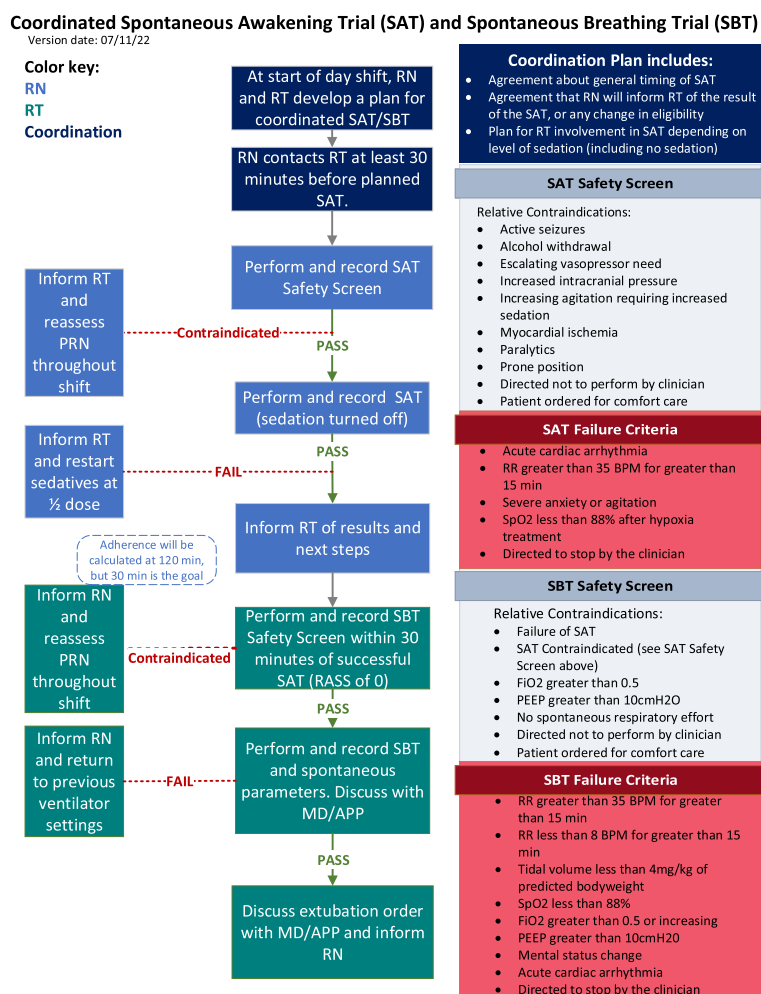 Coordinated Spontaneous Awakening Trial (SAT) and Spontaneous Breathing Trial (SBT)
Version date: 07/11/22
Color key:
RN
RT
Coordination
At start of day shift, RN
and RT develop a plan for
coordinated SAT/SBT
RN contacts RT at least 30
minutes before planned
SAT.
Perform and record SAT
Safety Screen
Inform RT
and
reassess
PRN
throughout
shift
Contraindicated
PASS
Perform and record SAT
(sedation turned off)
Inform RT
and restart
sedatives at
½ dose
PASS
FAIL
Inform RT of results and
next steps
Adherence will be
calculated at 120 min,
but 30 min is the goal
Inform RN
and
reassess
PRN
throughout
shift
Contraindicated
Perform and record SBT
Safety Screen within 30
minutes of successful
SAT (RASS of 0)
PASS
Inform RN
and return
to previous
ventilator
settings
FAIL
Perform and record SBT
and spontaneous
parameters. Discuss with
MD/APP
PASS
Discuss extubation order
with MD/APP and inform
RN
Coordination Plan includes:
• Agreement about general timing of SAT
• Agreement that RN will inform RT of the result
of the SAT, or any change in eligibility
• Plan for RT involvement in SAT depending on
level of sedation (including no sedation)
SAT Safety Screen
Relative Contraindications:
• Active seizures
• Alcohol withdrawal
• Escalating vasopressor need
• Increased intracranial pressure
• Increasing agitation requiring increased
sedation
• Myocardial ischemia
• Paralytics
• Prone position
• Directed not to perform by clinician
• Patient ordered for comfort care
SAT Failure Criteria
• Acute cardiac arrhythmia
• RR greater than 35 BPM for greater than
15 min
• Severe anxiety or agitation
• SpO2 less than 88% after hypoxia
treatment
• Directed to stop by the clinician
SBT Safety Screen
Relative Contraindications:
• Failure of SAT
• SAT Contraindicated (see SAT Safety
Screen above)
• FiO2 greater than 0.5
• PEEP greater than 10cmH2O
• No spontaneous respiratory effort
• Directed not to perform by clinician
• Patient ordered for comfort care
SBT Failure Criteria
• RR greater than 35 BPM for greater
than 15 min
• RR less than 8 BPM for greater than 15
min
• Tidal volume less than 4mg/kg of
predicted bodyweight
• SpO2 less than 88%
• FiO2 greater than 0.5 or increasing
• PEEP greater than 10cmH20
• Mental status change
• Acute cardiac arrhythmia
• Directed to stop by the clinician